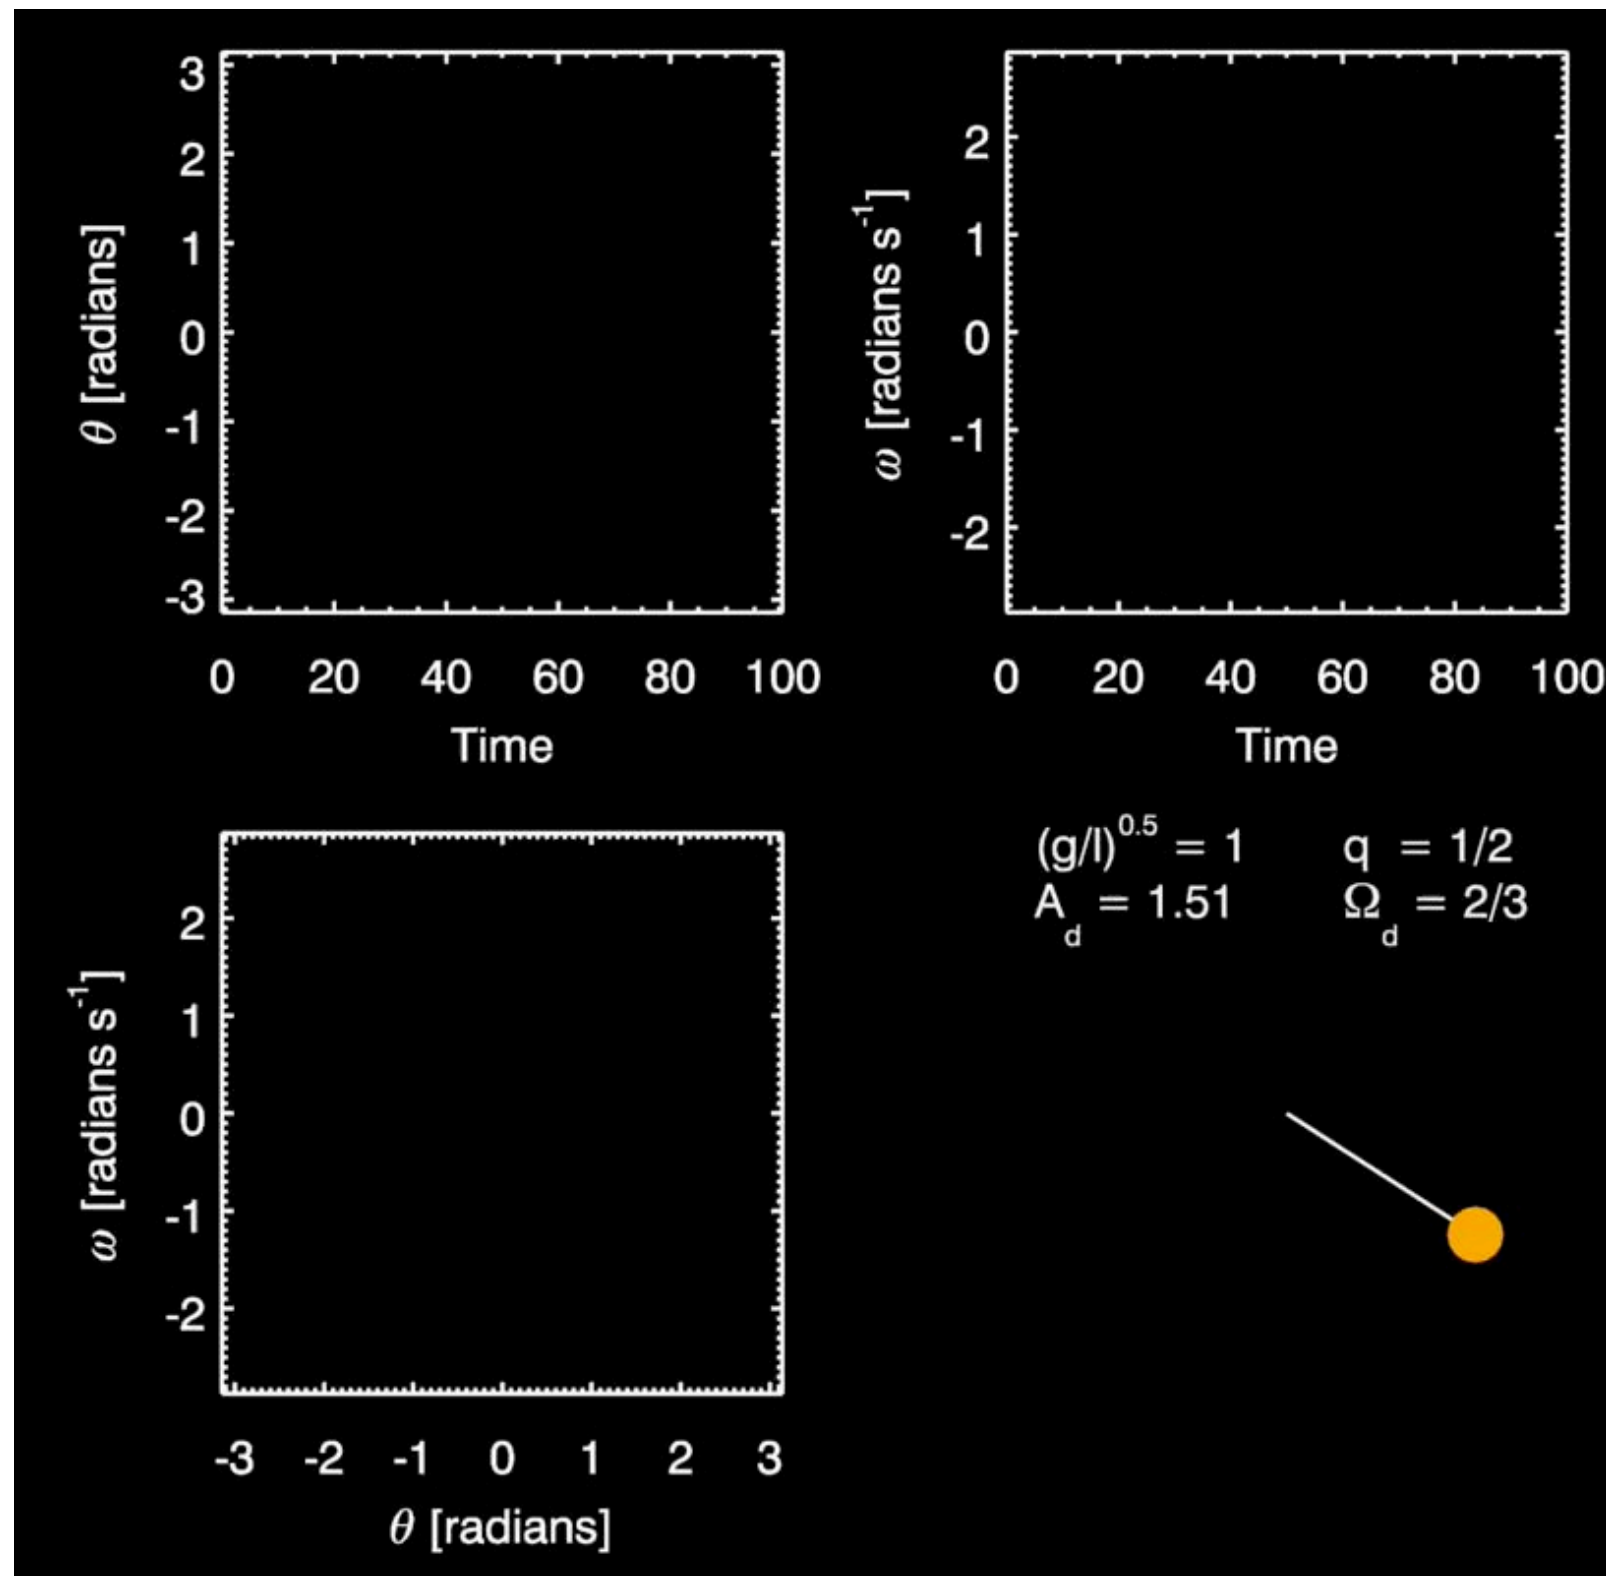 3
2
1
0
-1
-2
-3
θ [radians]
0 20 40 60 80 100
Time
2
1
0
-1
-2
ω [radians s⁻¹]
0 20 40 60 80 100
Time
2
1
0
-1
-2
ω [radians s⁻¹]
-3 -2 -1 0 1 2 3
θ [radians]
(g/l)^0.5 = 1 q = 1/2
A_d = 1.51 Ω_d = 2/3